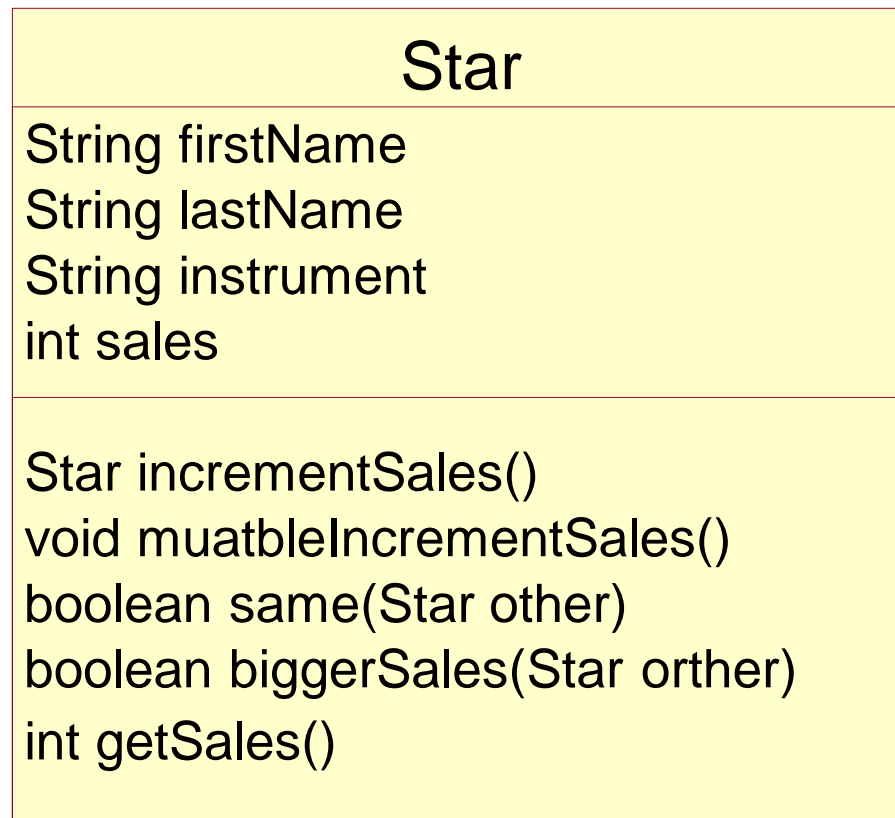 Star
String firstName
String lastName
String instrument
int sales
Star incrementSales()
void muatbleIncrementSales()
boolean same(Star other)
boolean biggerSales(Star orther)
int getSales()